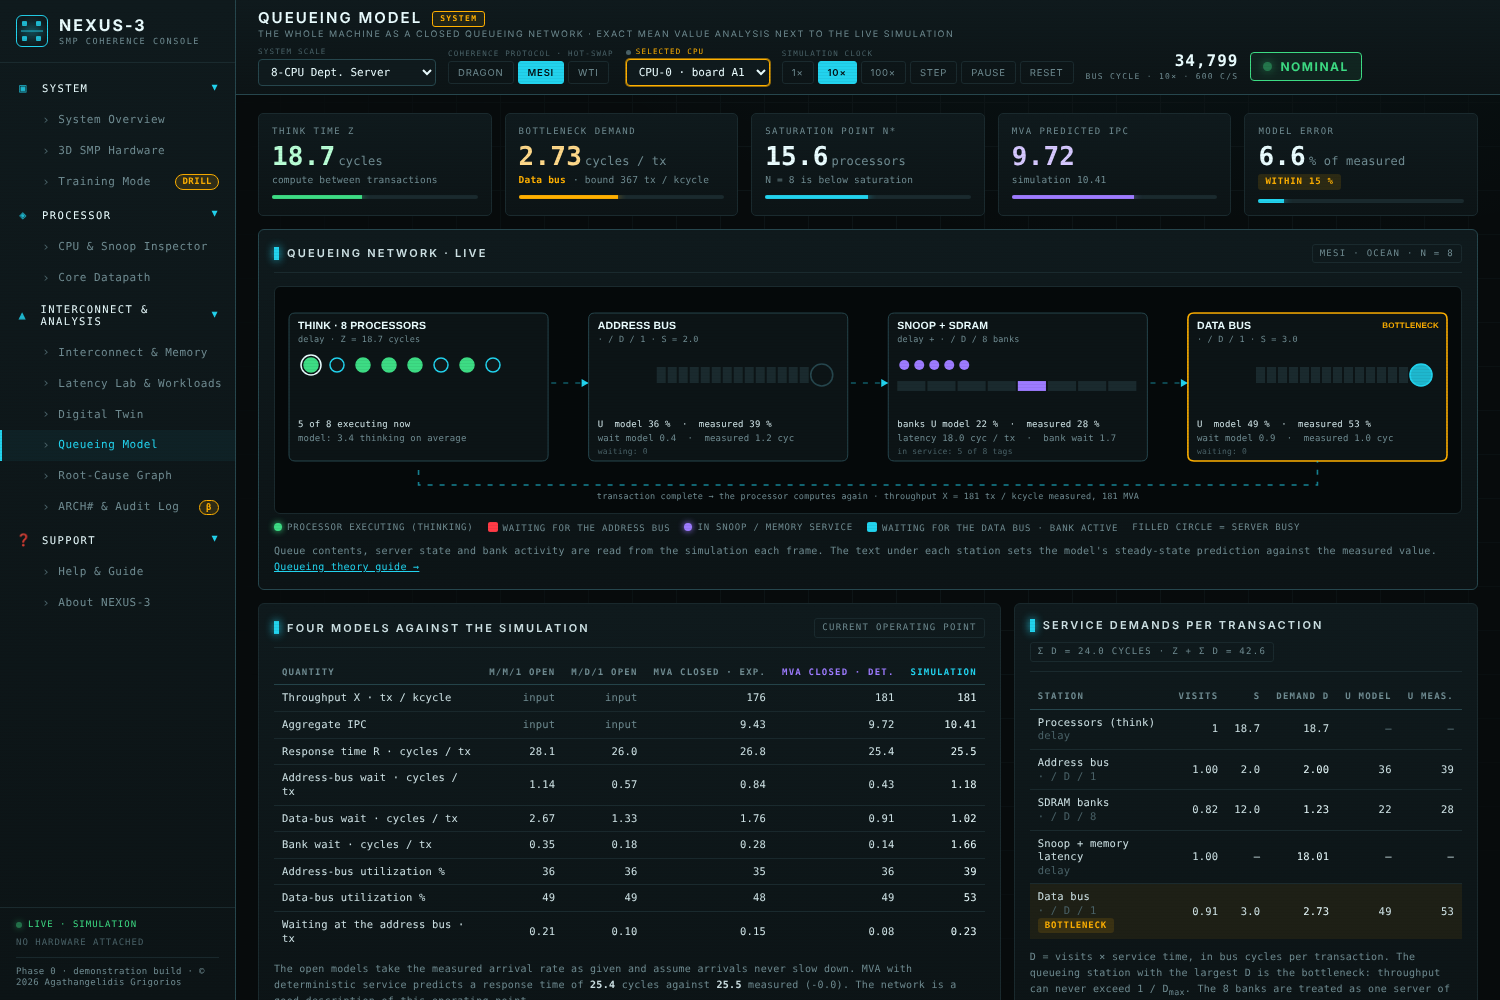 NEXUS-3
SMP COHERENCE CONSOLE
SYSTEM
System Overview
3D SMP Hardware
Training Mode DRILL
PROCESSOR
CPU & Snoop Inspector
Core Datapath
INTERCONNECT &
ANALYSIS
Interconnect & Memory
Latency Lab & Workloads
Digital Twin
Queueing Model
Root-Cause Graph
ARCH# & Audit Log β
SUPPORT
Help & Guide
About NEXUS-3
LIVE · SIMULATION
NO HARDWARE ATTACHED
Phase 0 · demonstration build · ©
2026 Agathangelidis Grigorios
QUEUEING MODEL SYSTEM
THE WHOLE MACHINE AS A CLOSED QUEUEING NETWORK · EXACT MEAN VALUE ANALYSIS NEXT TO THE LIVE SIMULATION
SYSTEM SCALE
8-CPU Dept. Server
COHERENCE PROTOCOL · HOT-SWAP
DRAGON MESI WTI
SELECTED CPU
CPU-0 · board A1
SIMULATION CLOCK
1× 10× 100× STEP PAUSE RESET
34,799
BUS CYCLE · 10× · 600 C/S
NOMINAL
THINK TIME Z
18.7 cycles
compute between transactions
BOTTLENECK DEMAND
2.73 cycles / tx
Data bus · bound 367 tx / kcycle
SATURATION POINT N*
15.6 processors
N = 8 is below saturation
MVA PREDICTED IPC
9.72
simulation 10.41
MODEL ERROR
6.6 % of measured
WITHIN 15 %
QUEUEING NETWORK · LIVE
MESI · OCEAN · N = 8
THINK · 8 PROCESSORS
delay · Z = 18.7 cycles
5 of 8 executing now
model: 3.4 thinking on average
ADDRESS BUS
· / D / 1 · S = 2.0
U model 36 % · measured 39 %
wait model 0.4 · measured 1.2 cyc
waiting: 0
SNOOP + SDRAM
delay + · / D / 8 banks
banks U model 22 % · measured 28 %
latency 18.0 cyc / tx · bank wait 1.7
in service: 5 of 8 tags
DATA BUS BOTTLENECK
· / D / 1 · S = 3.0
U model 49 % · measured 53 %
wait model 0.9 · measured 1.0 cyc
waiting: 0
transaction complete → the processor computes again · throughput X = 181 tx / kcycle measured, 181 MVA
PROCESSOR EXECUTING (THINKING) WAITING FOR THE ADDRESS BUS IN SNOOP / MEMORY SERVICE WAITING FOR THE DATA BUS · BANK ACTIVE FILLED CIRCLE = SERVER BUSY
Queue contents, server state and bank activity are read from the simulation each frame. The text under each station sets the model's steady-state prediction against the measured value.
Queueing theory guide →
FOUR MODELS AGAINST THE SIMULATION
CURRENT OPERATING POINT
QUANTITY M/M/1 OPEN M/D/1 OPEN MVA CLOSED · EXP. MVA CLOSED · DET. SIMULATION
Throughput X · tx / kcycle input input 176 181 181
Aggregate IPC input input 9.43 9.72 10.41
Response time R · cycles / tx 28.1 26.0 26.8 25.4 25.5
Address-bus wait · cycles /
tx 1.14 0.57 0.84 0.43 1.18
Data-bus wait · cycles / tx 2.67 1.33 1.76 0.91 1.02
Bank wait · cycles / tx 0.35 0.18 0.28 0.14 1.66
Address-bus utilization % 36 36 35 36 39
Data-bus utilization % 49 49 48 49 53
Waiting at the address bus ·
tx 0.21 0.10 0.15 0.08 0.23
The open models take the measured arrival rate as given and assume arrivals never slow down. MVA with
deterministic service predicts a response time of 25.4 cycles against 25.5 measured (-0.0). The network is a
good description of this operating point.
SERVICE DEMANDS PER TRANSACTION
Σ D = 24.0 CYCLES · Z + Σ D = 42.6
STATION VISITS S DEMAND D U MODEL U MEAS.
Processors (think)
delay 1 18.7 18.7 — —
Address bus
· / D / 1 1.00 2.0 2.00 36 39
SDRAM banks
· / D / 8 0.82 12.0 1.23 22 28
Snoop + memory
latency
delay 1.00 — 18.01 — —
Data bus
· / D / 1
BOTTLENECK 0.91 3.0 2.73 49 53
D = visits × service time, in bus cycles per transaction. The
queueing station with the largest D is the bottleneck: throughput
can never exceed 1 / Dmax. The 8 banks are treated as one server of